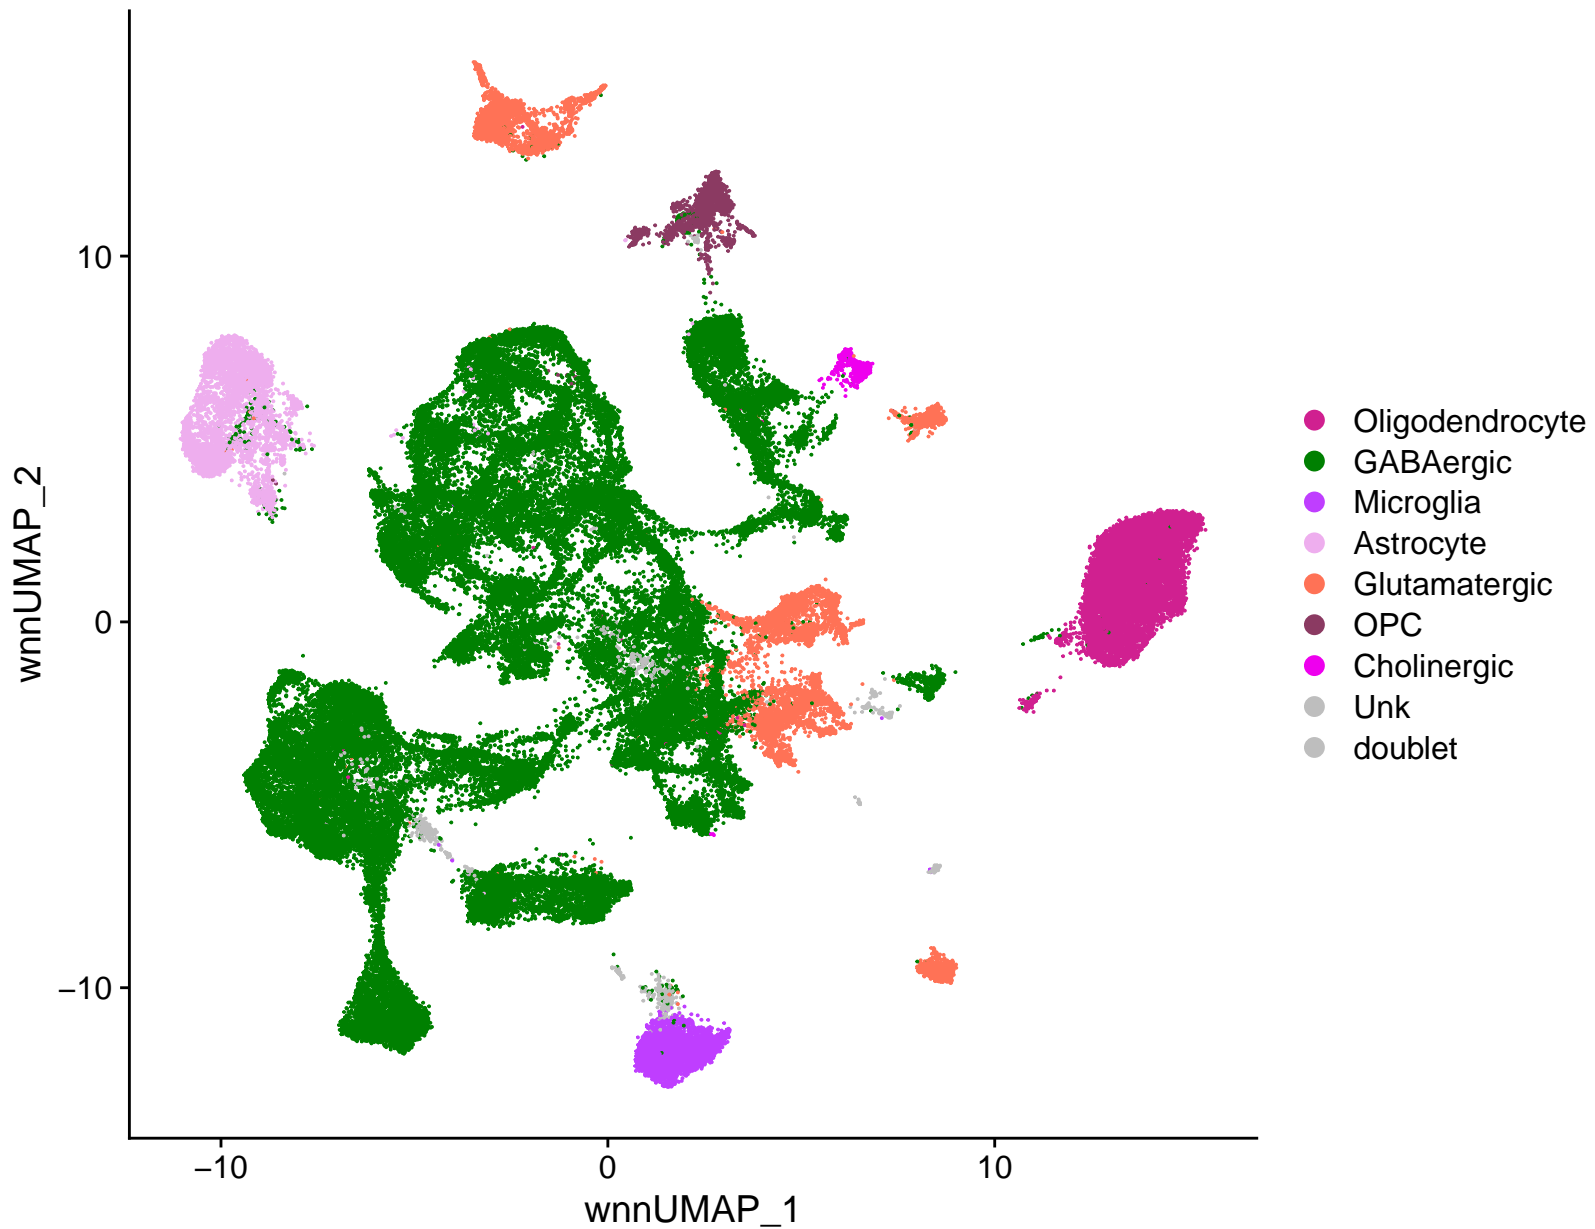 10
0
−10
wnnUMAP_2
−10
0
10
wnnUMAP_1
Oligodendrocyte
GABAergic
Microglia
Astrocyte
Glutamatergic
OPC
Cholinergic
Unk
doublet